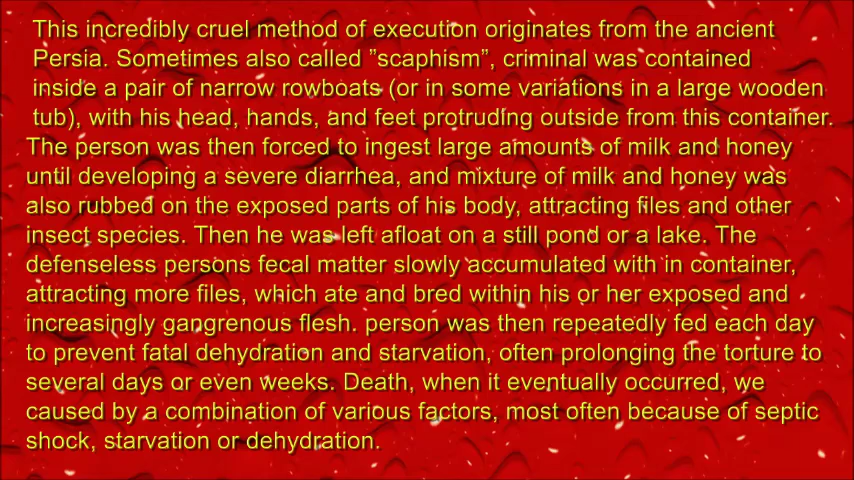 This incredibly cruel method of execution originates from the ancient
Persia. Sometimes also called ”scaphism”, criminal was contained
inside a pair of narrow rowboats (or in some variations in a large wooden
tub), with his head, hands, and feet protruding outside from this container.
The person was then forced to ingest large amounts of milk and honey
until developing a severe diarrhea, and mixture of milk and honey was
also rubbed on the exposed parts of his body, attracting files and other
insect species. Then he was left afloat on a still pond or a lake. The
defenseless persons fecal matter slowly accumulated with in container,
attracting more files, which ate and bred within his or her exposed and
increasingly gangrenous flesh. person was then repeatedly fed each day
to prevent fatal dehydration and starvation, often prolonging the torture to
several days or even weeks. Death, when it eventually occurred, we
caused by a combination of various factors, most often because of septic
shock, starvation or dehydration.